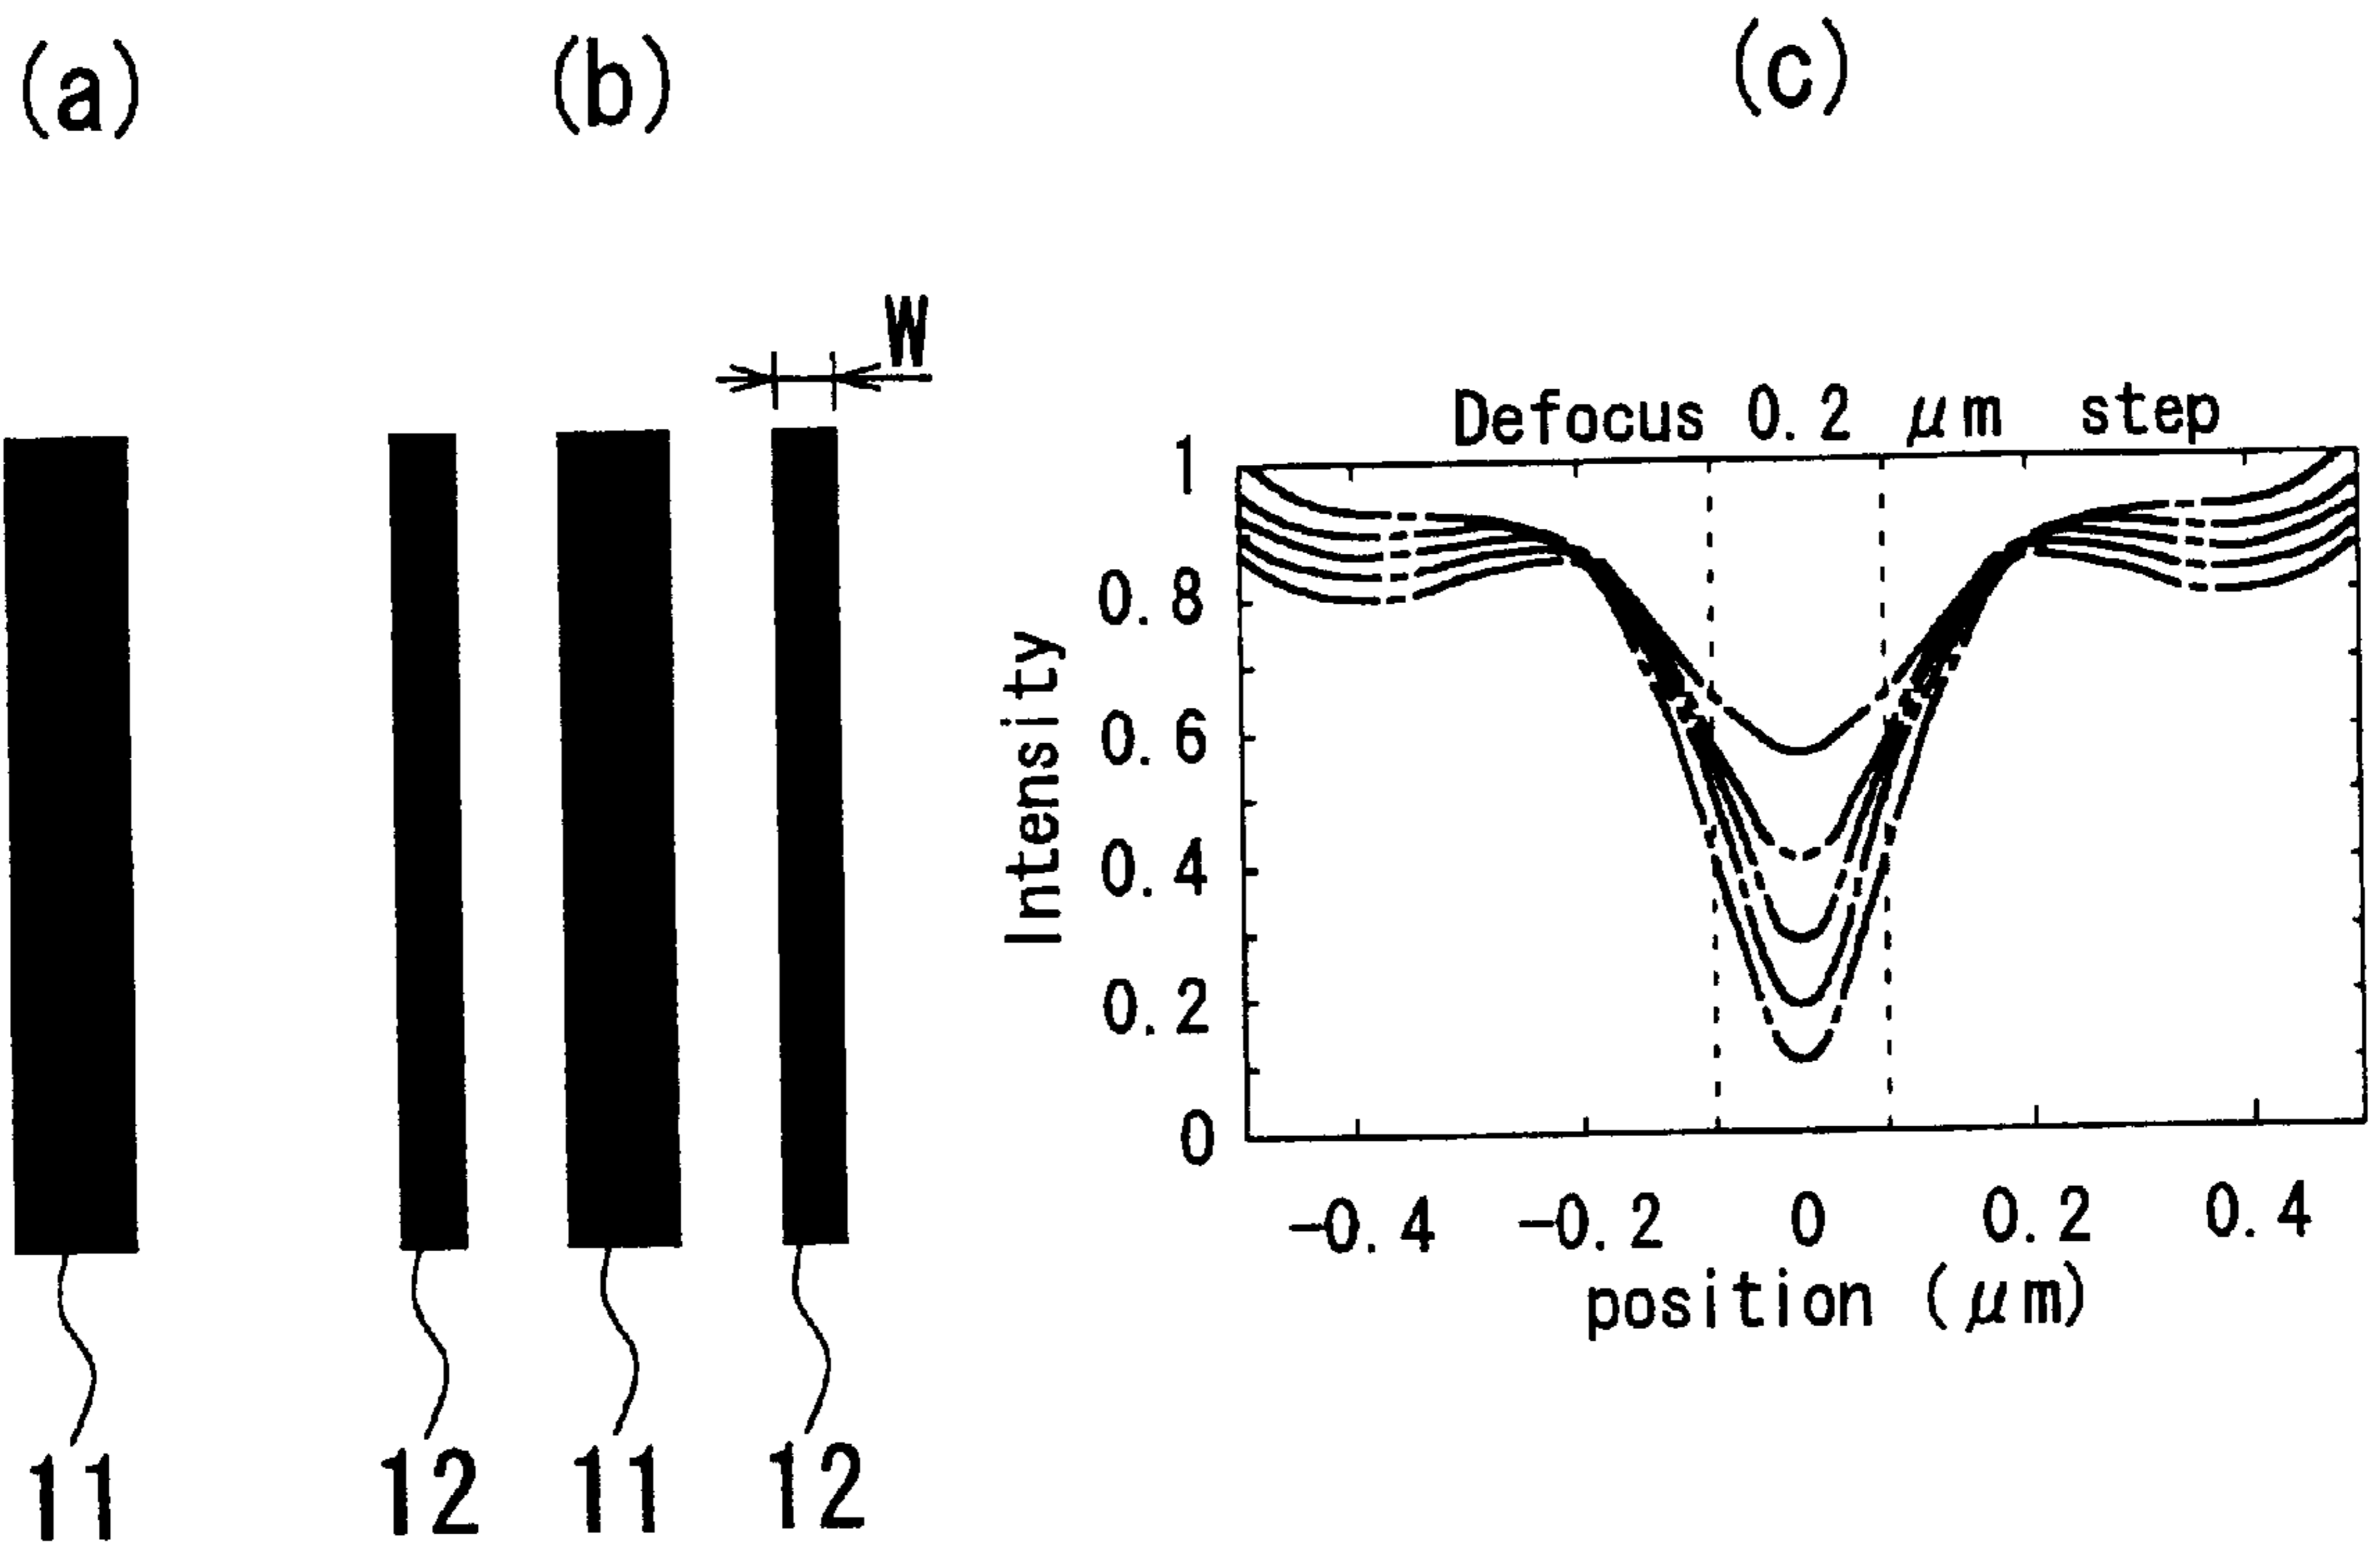 (a)
(b)
(c)
W
Defocus 0.2 μm step
1
0.8
0.6
0.4
0.2
0
Intensity
-0.4 -0.2 0 0.2 0.4
position (μm)
11 12 11 12